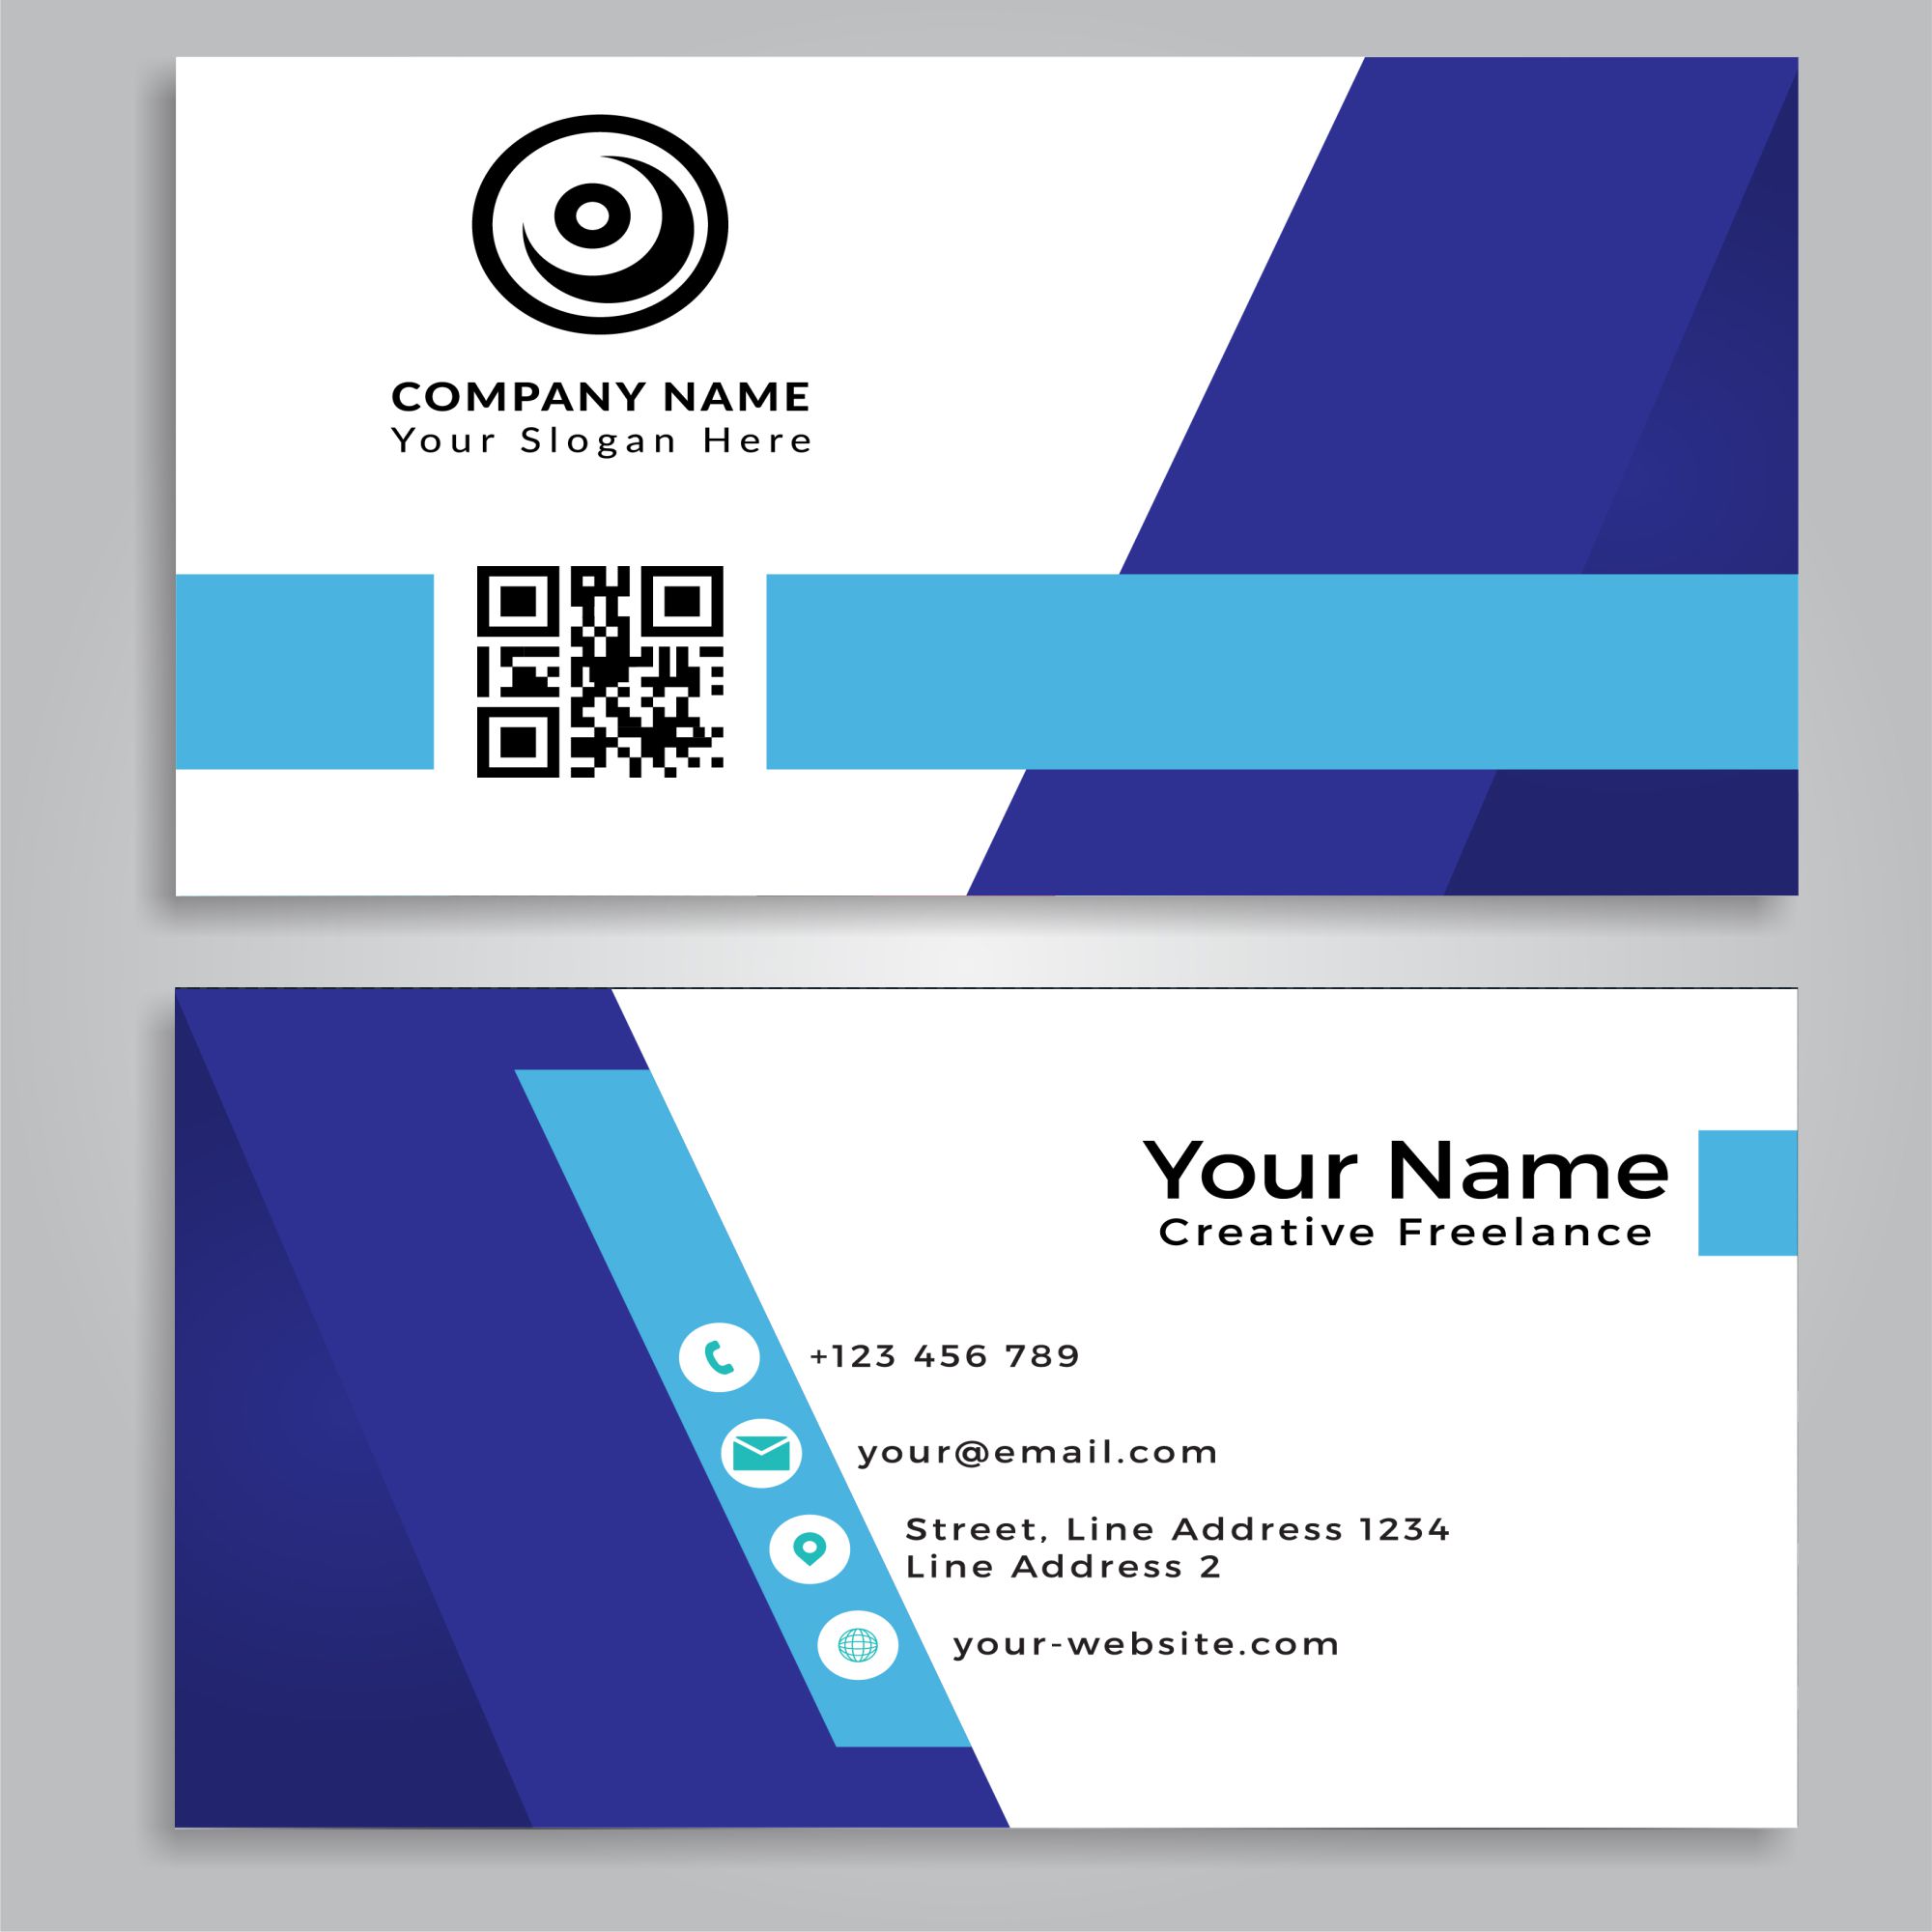 COMPANY NAME
Your Slogan Here
Your Name
Creative Freelance
+123 456 789
your@email.com
Street, Line Address 1234
Line Address 2
your-website.com